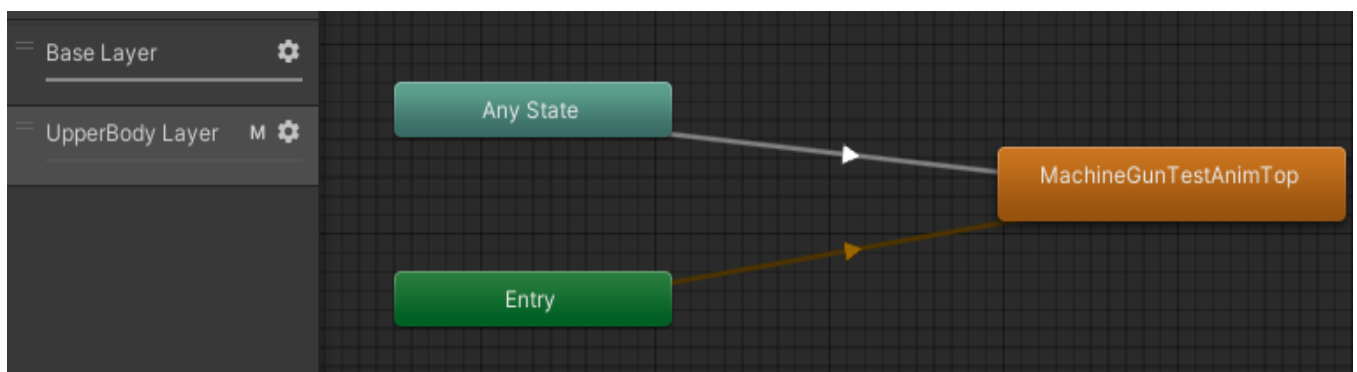 Base Layer
UpperBody Layer M
Any State
MachineGunTestAnimTop
Entry